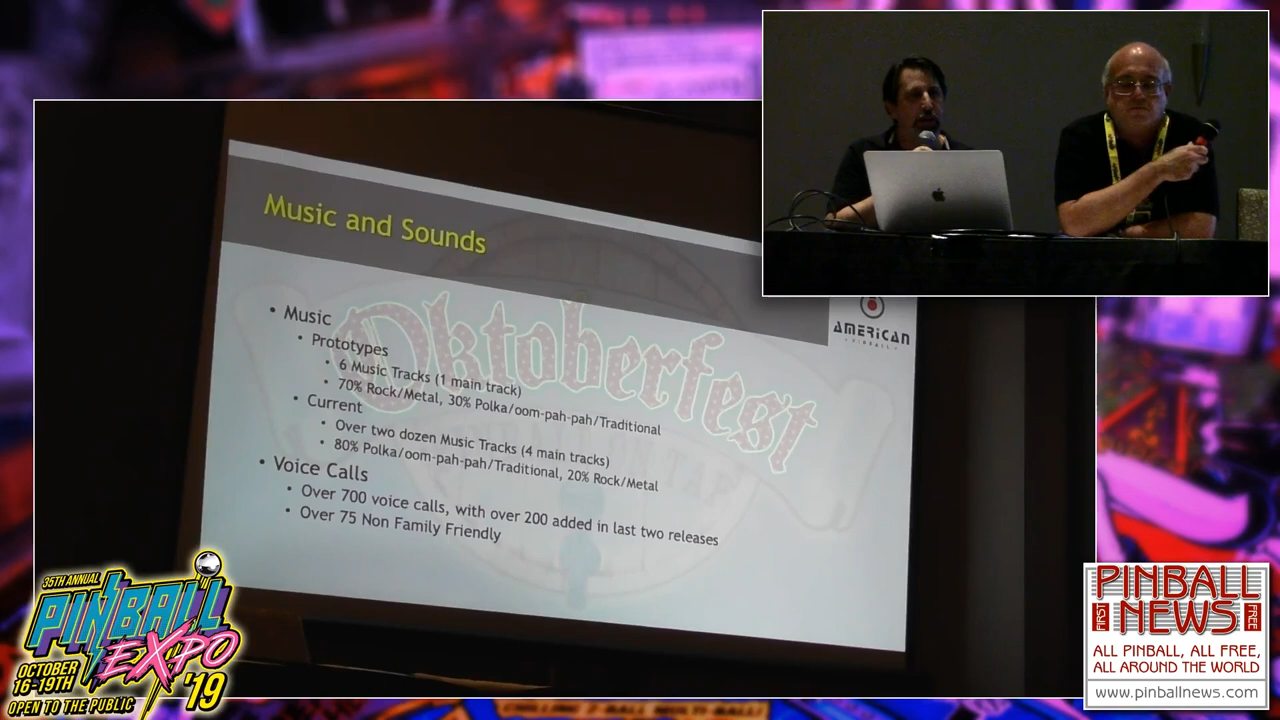 Music and Sounds
• Music
• Prototypes
• 6 Music Tracks (1 main track)
• 70% Rock/Metal, 30% Polka/oom-pah-pah/Traditional
• Current
• Over two dozen Music Tracks (4 main tracks)
• 80% Polka/oom-pah-pah/Traditional, 20% Rock/Metal
• Voice Calls
• Over 700 voice calls, with over 200 added in last two releases
• Over 75 Non Family Friendly
Oktoberfest
AMERICAN
PINBALL
35TH ANNUAL
PINBALL
EXPO
OCTOBER
16-19TH
'19
OPEN TO THE PUBLIC
PINBALL
FIRST NEWS FREE
ALL PINBALL, ALL FREE,
ALL AROUND THE WORLD
www.pinballnews.com